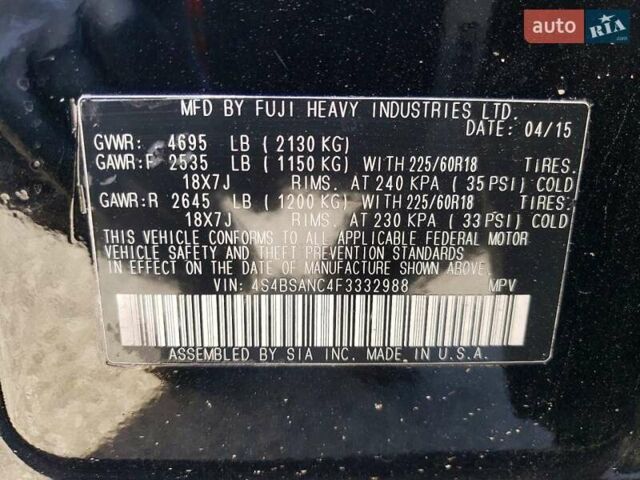 auto RIA
MFD BY FUJI HEAVY INDUSTRIES LTD.
DATE: 04/15
GVWR: 4695 LB ( 2130 KG)
GAWR:F 2535 LB ( 1150 KG) WITH 225/60R18 TIRES.
18X7J RIMS. AT 240 KPA ( 35 PSI) COLD
GAWR:R 2645 LB ( 1200 KG) WITH 225/60R18 TIRES.
18X7J RIMS. AT 230 KPA ( 33 PSI) COLD
THIS VEHICLE CONFORMS TO ALL APPLICABLE FEDERAL MOTOR
VEHICLE SAFETY AND THEFT PREVENTION STANDARDS
IN EFFECT ON THE DATE OF MANUFACTURE SHOWN ABOVE.
VIN: 4S4BSANC4F3332988 MPV
ASSEMBLED BY SIA INC. MADE IN U.S.A.